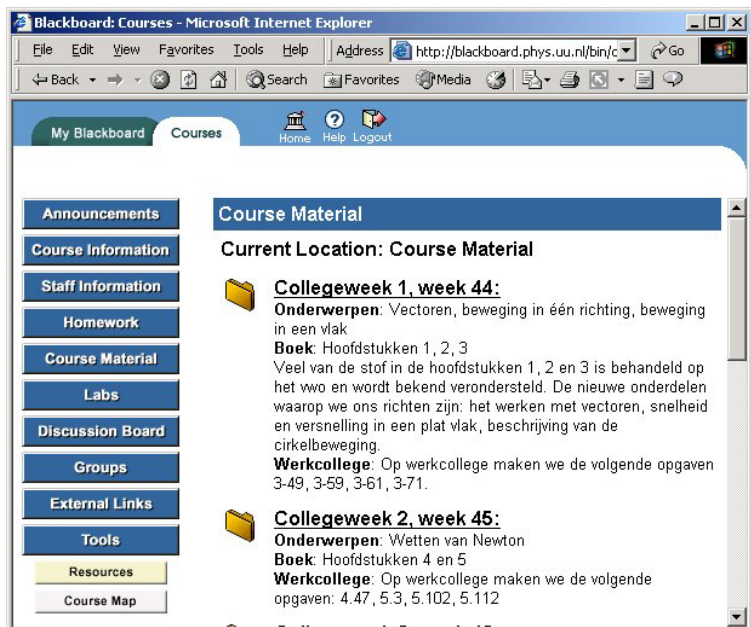 Blackboard: Courses - Microsoft Internet Explorer
File Edit View Favorites Tools Help Address http://blackboard.phys.uu.nl/bin/c Go
Back Search Favorites Media
My Blackboard Courses Home Help Logout
Announcements
Course Information
Staff Information
Homework
Course Material
Labs
Discussion Board
Groups
External Links
Tools
Resources
Course Map
Course Material
Current Location: Course Material
Collegeweek 1, week 44:
Onderwerpen: Vectoren, beweging in één richting, beweging
in een vlak
Boek: Hoofdstukken 1, 2, 3
Veel van de stof in de hoofdstukken 1, 2 en 3 is behandeld op
het vwo en wordt bekend verondersteld. De nieuwe onderdelen
waarop we ons richten zijn: het werken met vectoren, snelheid
en versnelling in een plat vlak, beschrijving van de
cirkelbeweging.
Werkcollege: Op werkcollege maken we de volgende opgaven
3-49, 3-59, 3-61, 3-71.
Collegeweek 2, week 45:
Onderwerpen: Wetten van Newton
Boek: Hoofdstukken 4 en 5
Werkcollege: Op werkcollege maken we de volgende
opgaven: 4.47, 5.3, 5.102, 5.112